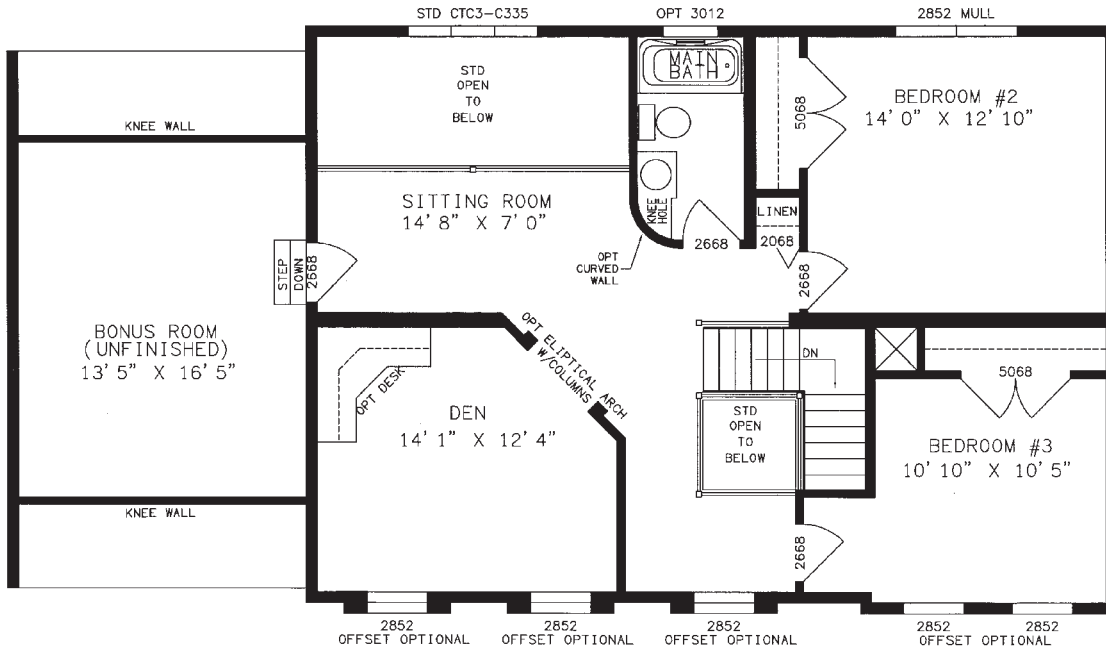 STD CTC3-C335
OPT 3012
2852 MULL
KNEE WALL
STD
OPEN
TO
BELOW
MAIN
BATH
5068
BEDROOM #2
14' 0" X 12' 10"
SITTING ROOM
14' 8" X 7' 0"
KNEE
HOLE
LINEN
2068
2668
2668
OPT
CURVED
WALL
STEP
DOWN
2668
BONUS ROOM
(UNFINISHED)
13' 5" X 16' 5"
OPT ELIPTICAL ARCH
W/COLUMNS
OPT DESK
DEN
14' 1" X 12' 4"
DN
STD
OPEN
TO
BELOW
5068
BEDROOM #3
10' 10" X 10' 5"
KNEE WALL
2668
2852
OFFSET OPTIONAL
2852
OFFSET OPTIONAL
2852
OFFSET OPTIONAL
2852 2852
OFFSET OPTIONAL